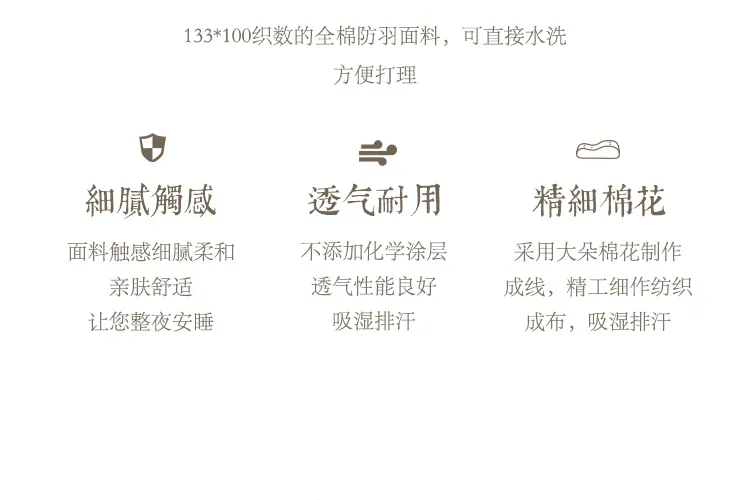 133*100织数的全棉防羽面料，可直接水洗
方便打理
細膩觸感
面料触感细腻柔和
亲肤舒适
让您整夜安睡
透气耐用
不添加化学涂层
透气性能良好
吸湿排汗
精細棉花
采用大朵棉花制作
成线，精工细作纺织
成布，吸湿排汗